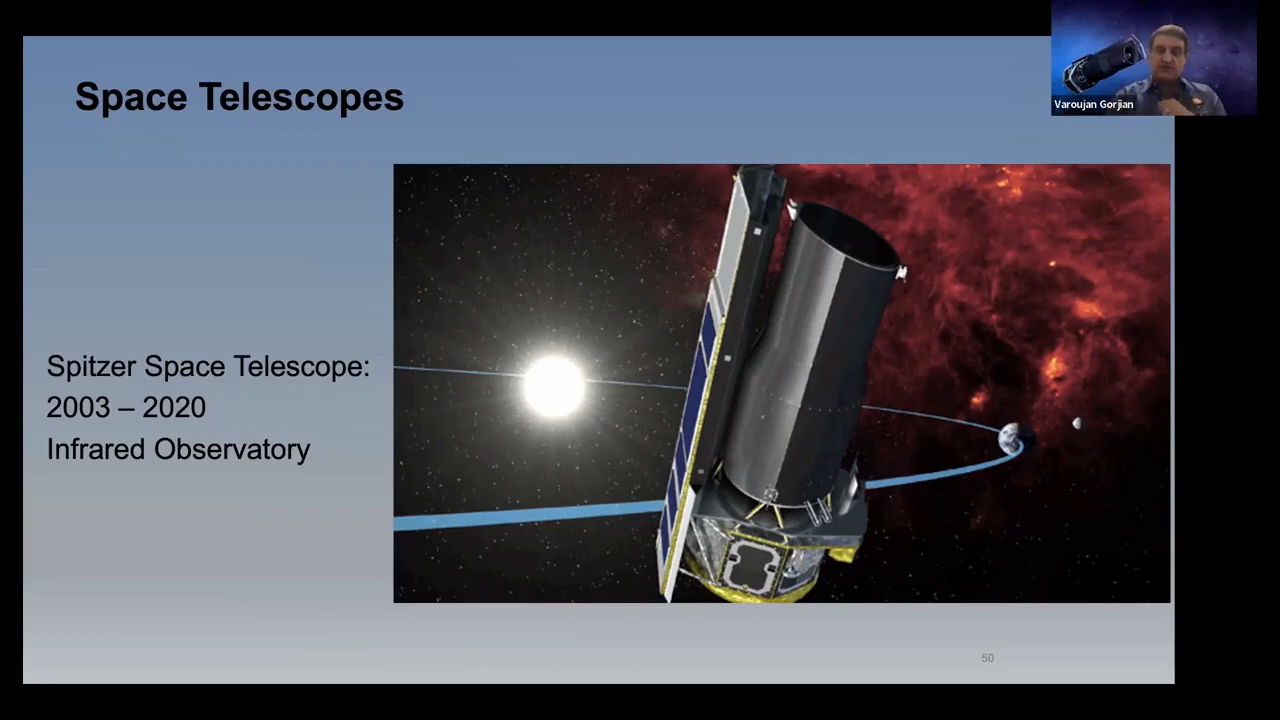 Space Telescopes
Varoujan Gorjian
Spitzer Space Telescope:
2003 – 2020
Infrared Observatory
50